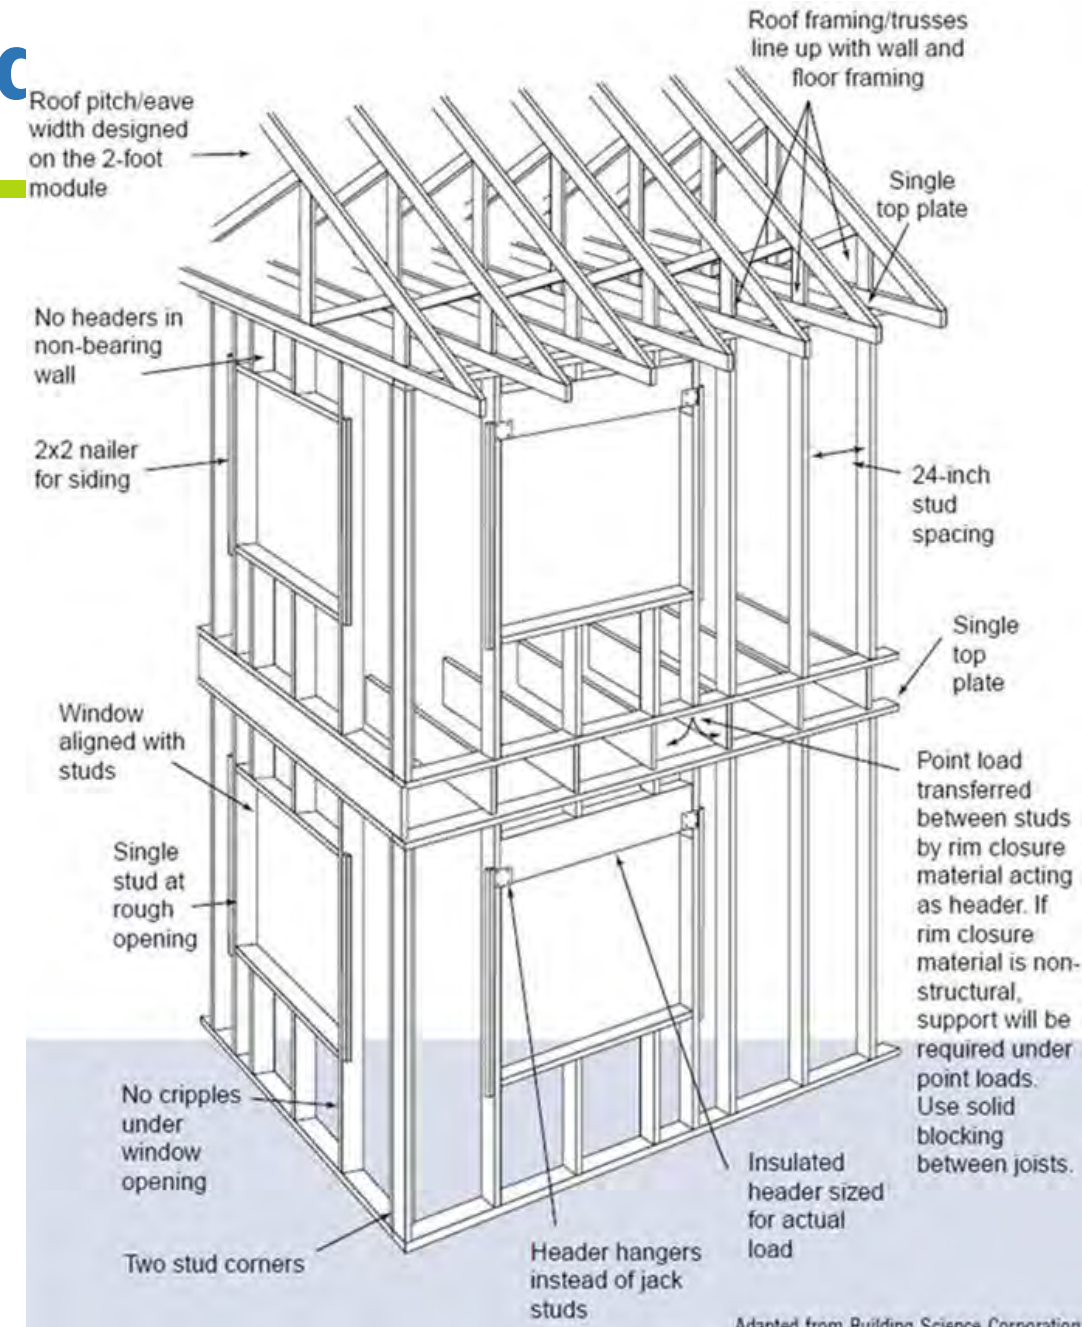 Roof framing/trusses
line up with wall and
floor framing
Roof pitch/eave
width designed
on the 2-foot
module
Single
top plate
No headers in
non-bearing
wall
2x2 nailer
for siding
24-inch
stud
spacing
Single
top
plate
Window
aligned with
studs
Point load
transferred
between studs
by rim closure
material acting
as header. If
rim closure
material is non-
structural,
support will be
required under
point loads.
Use solid
blocking
between joists.
Single
stud at
rough
opening
No cripples
under
window
opening
Insulated
header sized
for actual
load
Two stud corners
Header hangers
instead of jack
studs
Adapted from Building Science Corporation